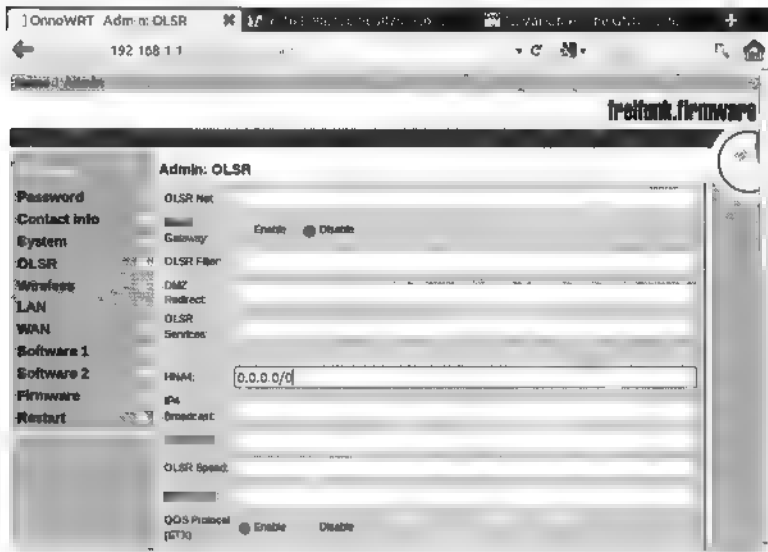 OnnoWRT Admin: OLSR
192.168.1.1
freifunk.firmware
Admin: OLSR
Password
Contact info
System
OLSR
Wireless
LAN
WAN
Software 1
Software 2
Firmware
Restart
OLSR Net
Gateway: Enable Disable
OLSR Filter:
DMZ
Redirect:
OLSR
Services:
HNA4: 0.0.0.0/0
IP4
Broadcast:
OLSR Speed:
QOS Protocol
(ETX) Enable Disable